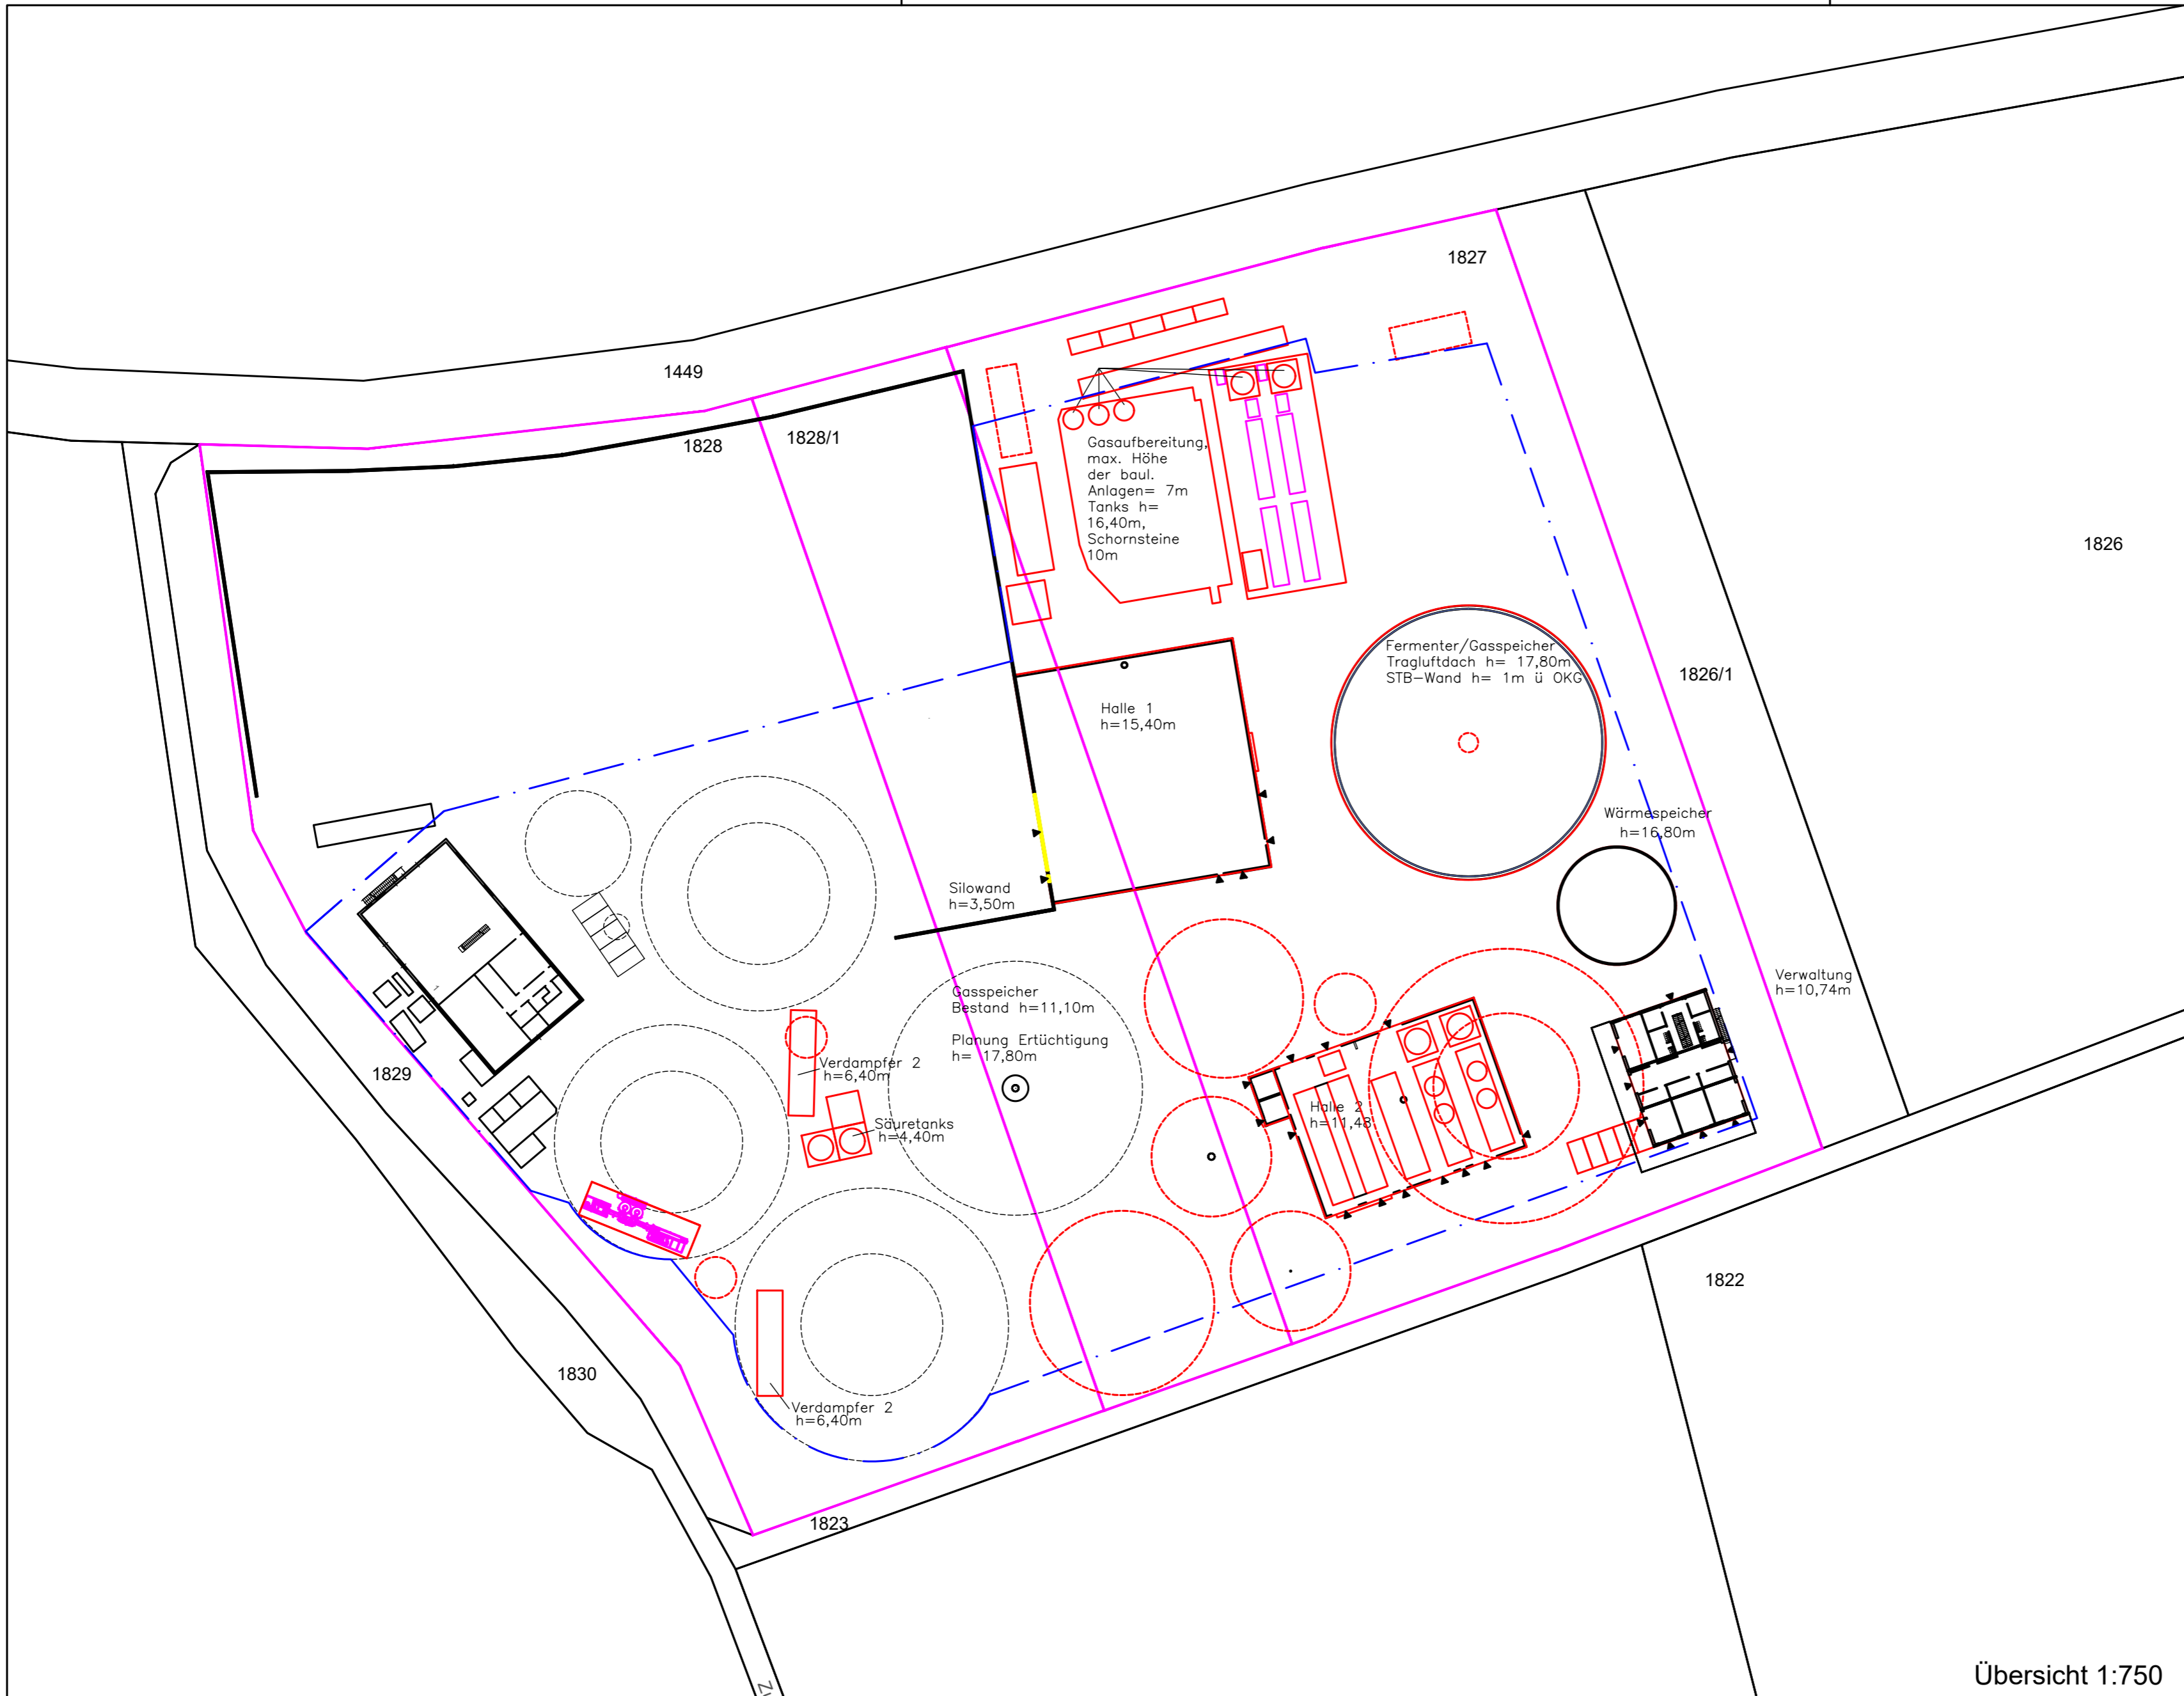 1827
1449
1828
1828/1
Gasaufbereitung,
max. Höhe
der baul.
Anlagen= 7m
Tanks h=
16,40m,
Schornsteine
10m
1826
Fermenter/Gasspeicher
Tragluftdach h= 17,80m
STB-Wand h= 1m ü OKG
1826/1
Halle 1
h=15,40m
Wärmespeicher
h=16,80m
Silowand
h=3,50m
Verwaltung
h=10,74m
Gasspeicher
Bestand h=11,10m
Planung Ertüchtigung
h= 17,80m
Verdampfer 2
h=6,40m
1829
Säuretanks
h=4,40m
Halle 2
h=11,48
1822
1830
Verdampfer 2
h=6,40m
1823
Übersicht 1:750